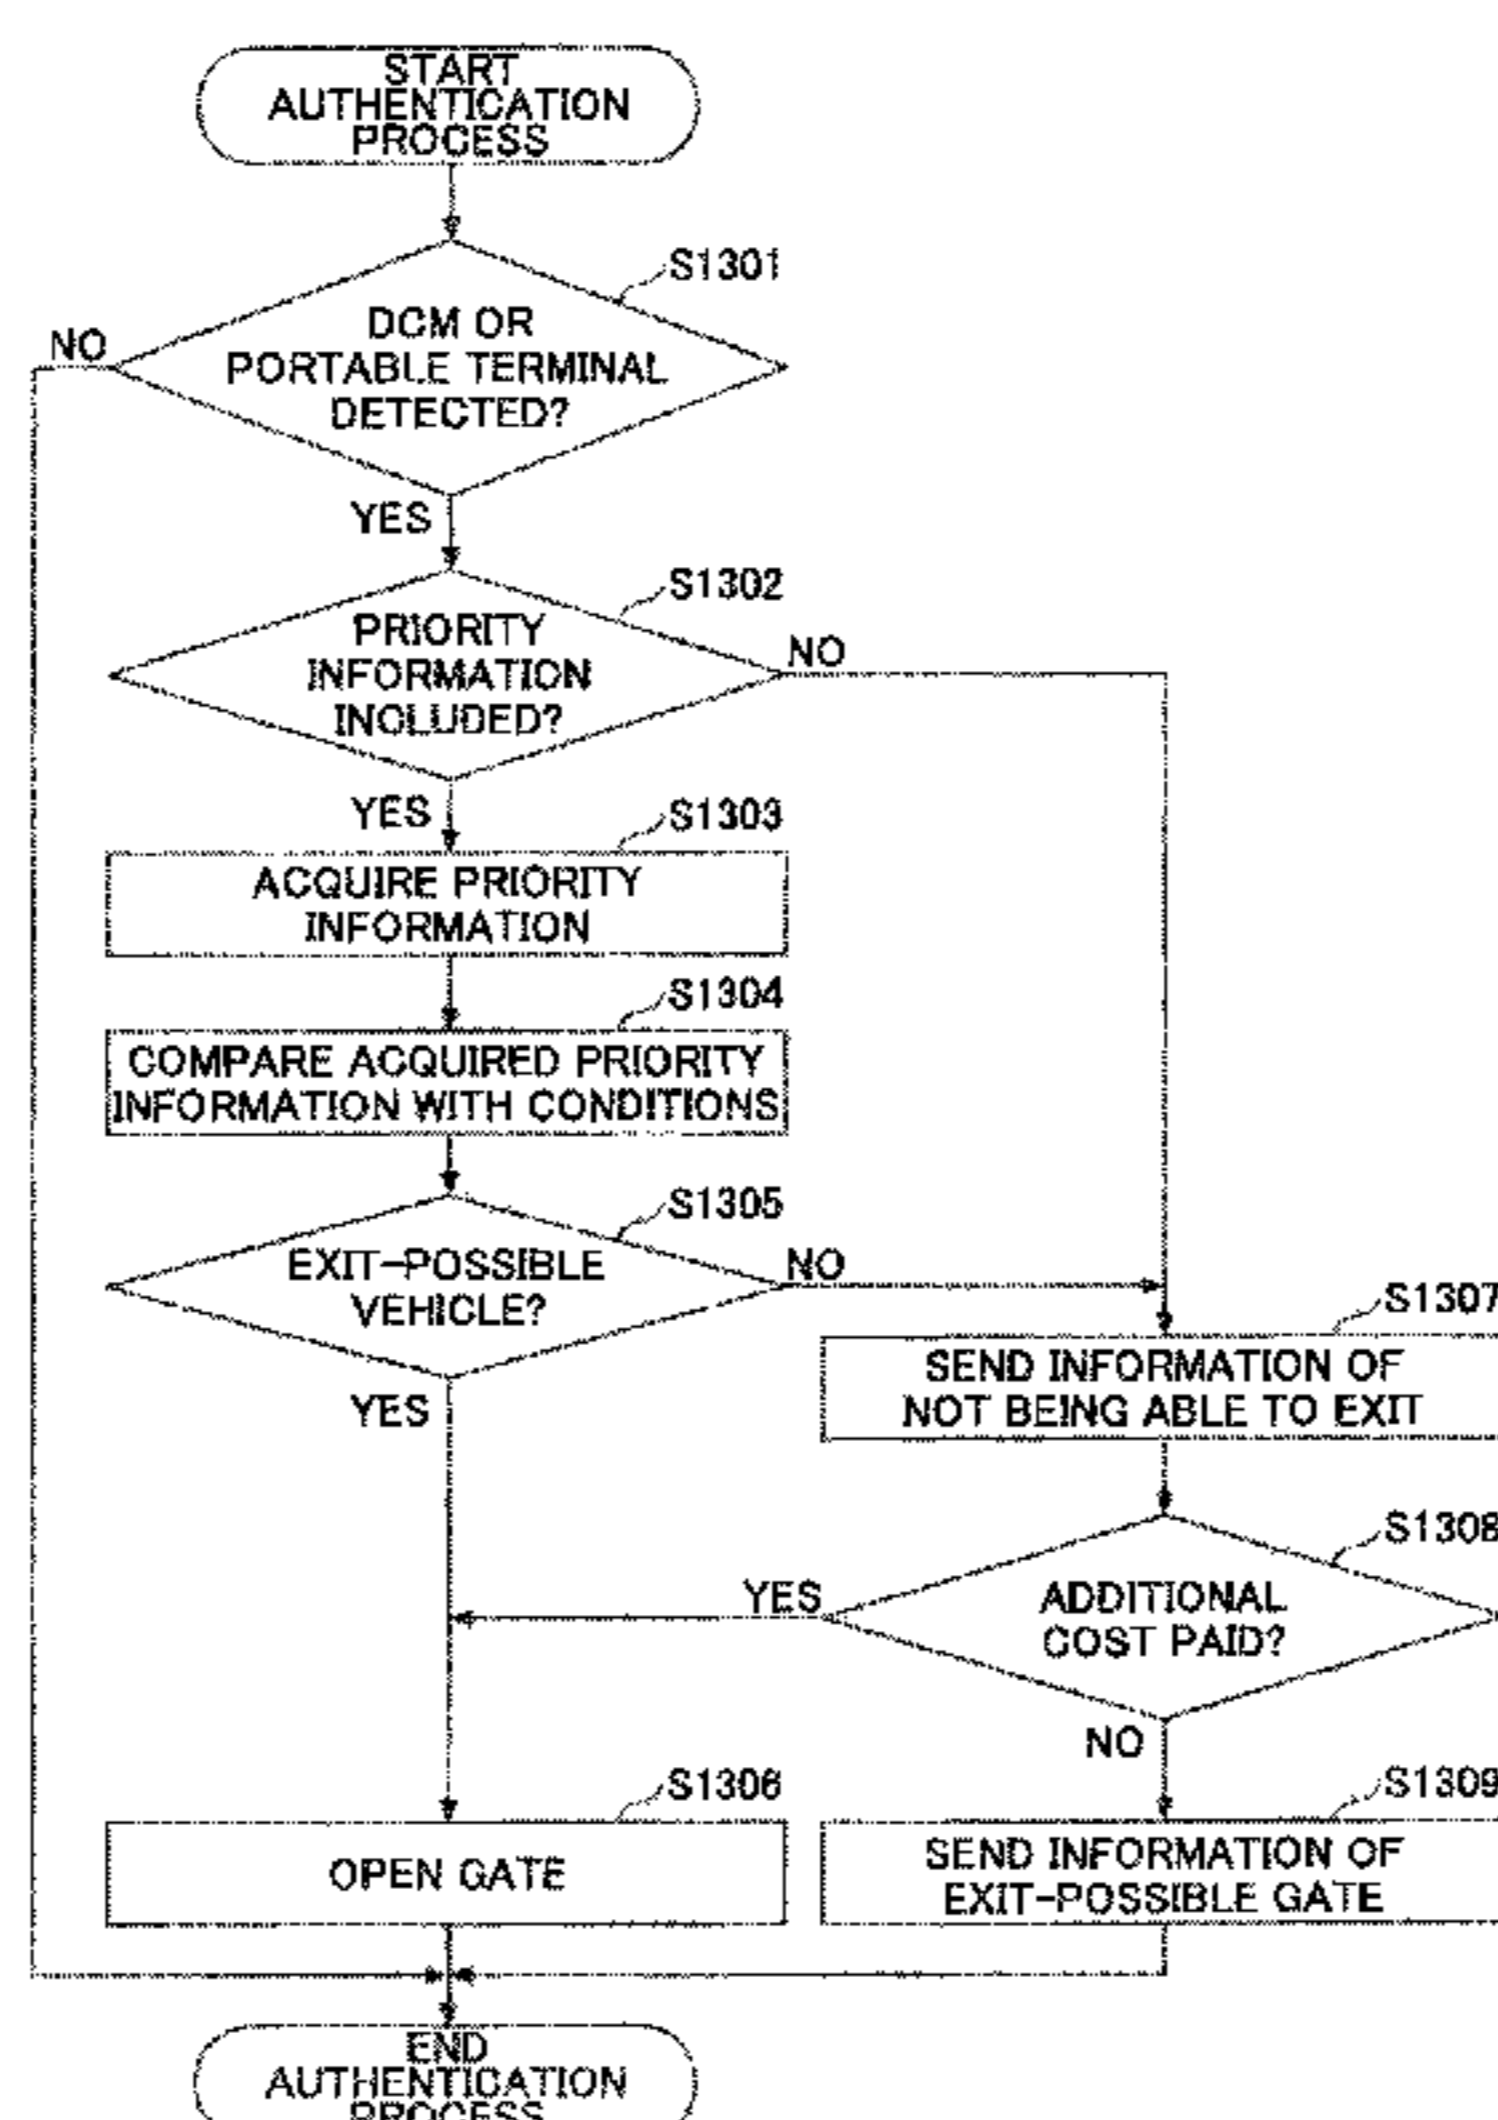 START
AUTHENTICATION
PROCESS
S1301
NO
DCM OR
PORTABLE TERMINAL
DETECTED?
YES
S1302
PRIORITY
INFORMATION
INCLUDED?
NO
YES
S1303
ACQUIRE PRIORITY
INFORMATION
S1304
COMPARE ACQUIRED PRIORITY
INFORMATION WITH CONDITIONS
S1305
EXIT-POSSIBLE
VEHICLE?
NO
YES
S1307
SEND INFORMATION OF
NOT BEING ABLE TO EXIT
S1308
ADDITIONAL
COST PAID?
YES
NO
S1306
OPEN GATE
S1309
SEND INFORMATION OF
EXIT-POSSIBLE GATE
END
AUTHENTICATION
PROCESS